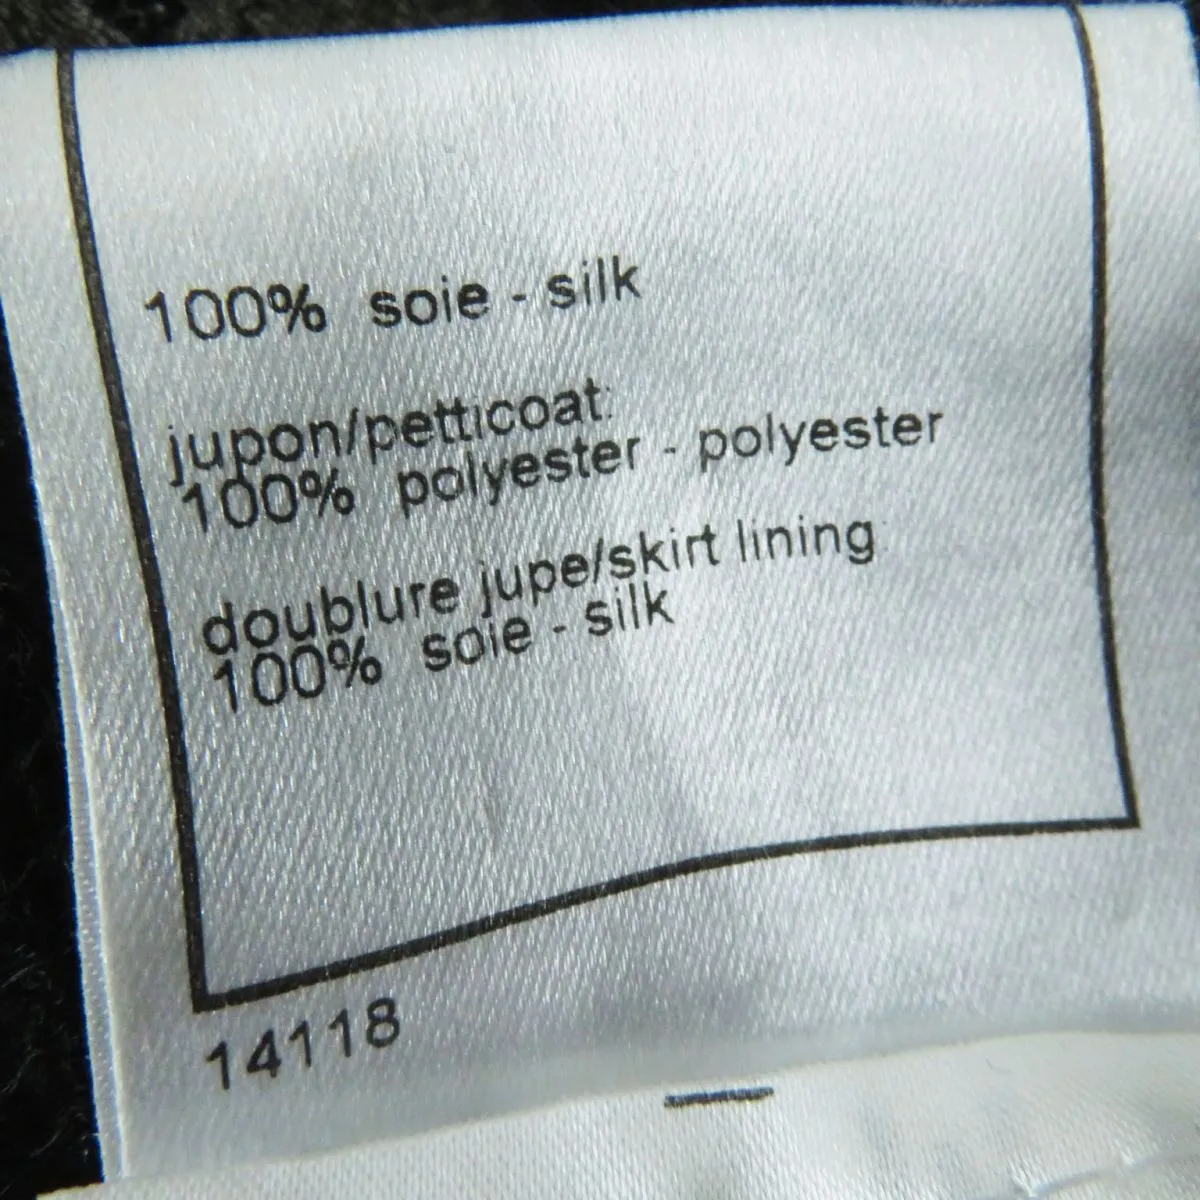 100% soie - silk
jupon/petticoat:
100% polyester - polyester
doublure jupe/skirt lining:
100% soie - silk
14118